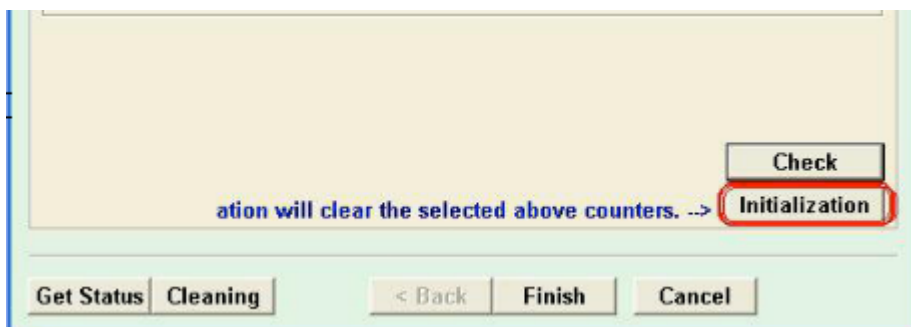 Check
ation will clear the selected above counters. --> Initialization
Get Status Cleaning < Back Finish Cancel